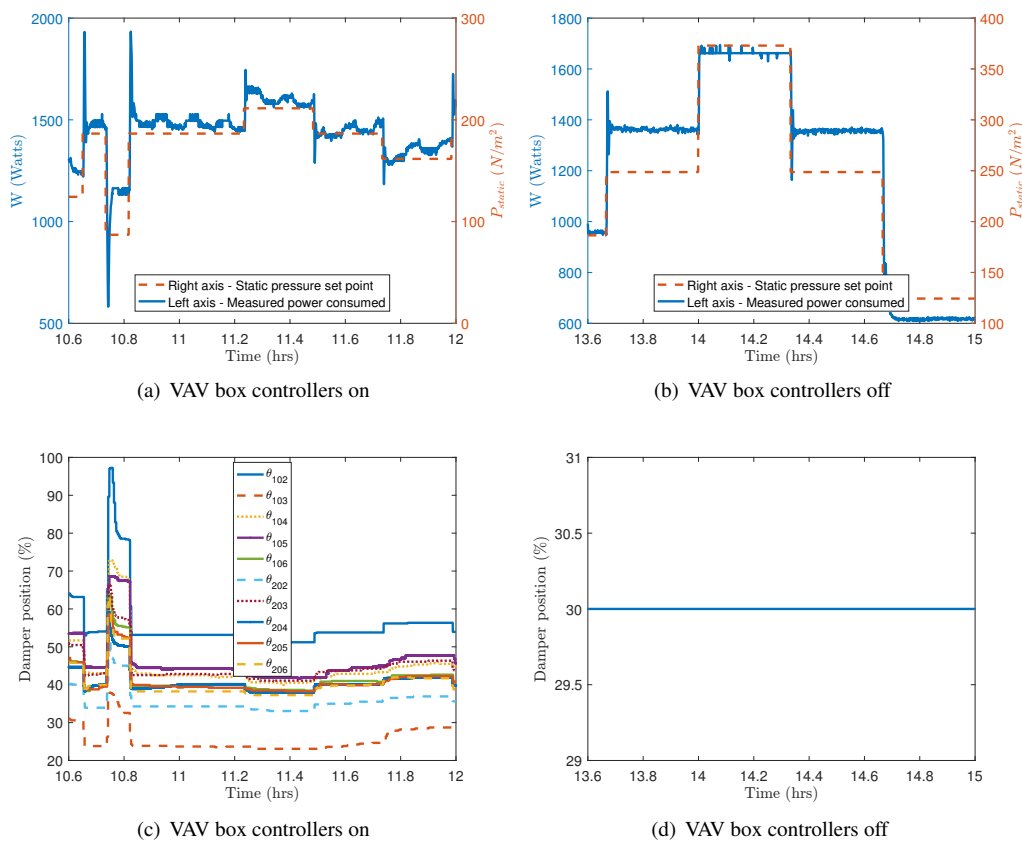 2000
1500
1000
500
W (Watts)
300
200
100
0
P_static ( N/m²)
10.6 10.8 11 11.2 11.4 11.6 11.8 12
Time (hrs)
Right axis - Static pressure set point
Left axis - Measured power consumed
(a) VAV box controllers on
1800
1600
1400
1200
1000
800
600
W (Watts)
400
350
300
250
200
150
100
P_static ( N/m²)
13.6 13.8 14 14.2 14.4 14.6 14.8 15
Time (hrs)
Right axis - Static pressure set point
Left axis - Measured power consumed
(b) VAV box controllers off
100
90
80
70
60
50
40
30
20
Damper position (%)
θ102
θ103
θ104
θ105
θ106
θ202
θ203
θ204
θ205
θ206
10.6 10.8 11 11.2 11.4 11.6 11.8 12
Time (hrs)
(c) VAV box controllers on
31
30.5
30
29.5
29
Damper position (%)
13.6 13.8 14 14.2 14.4 14.6 14.8 15
Time (hrs)
(d) VAV box controllers off